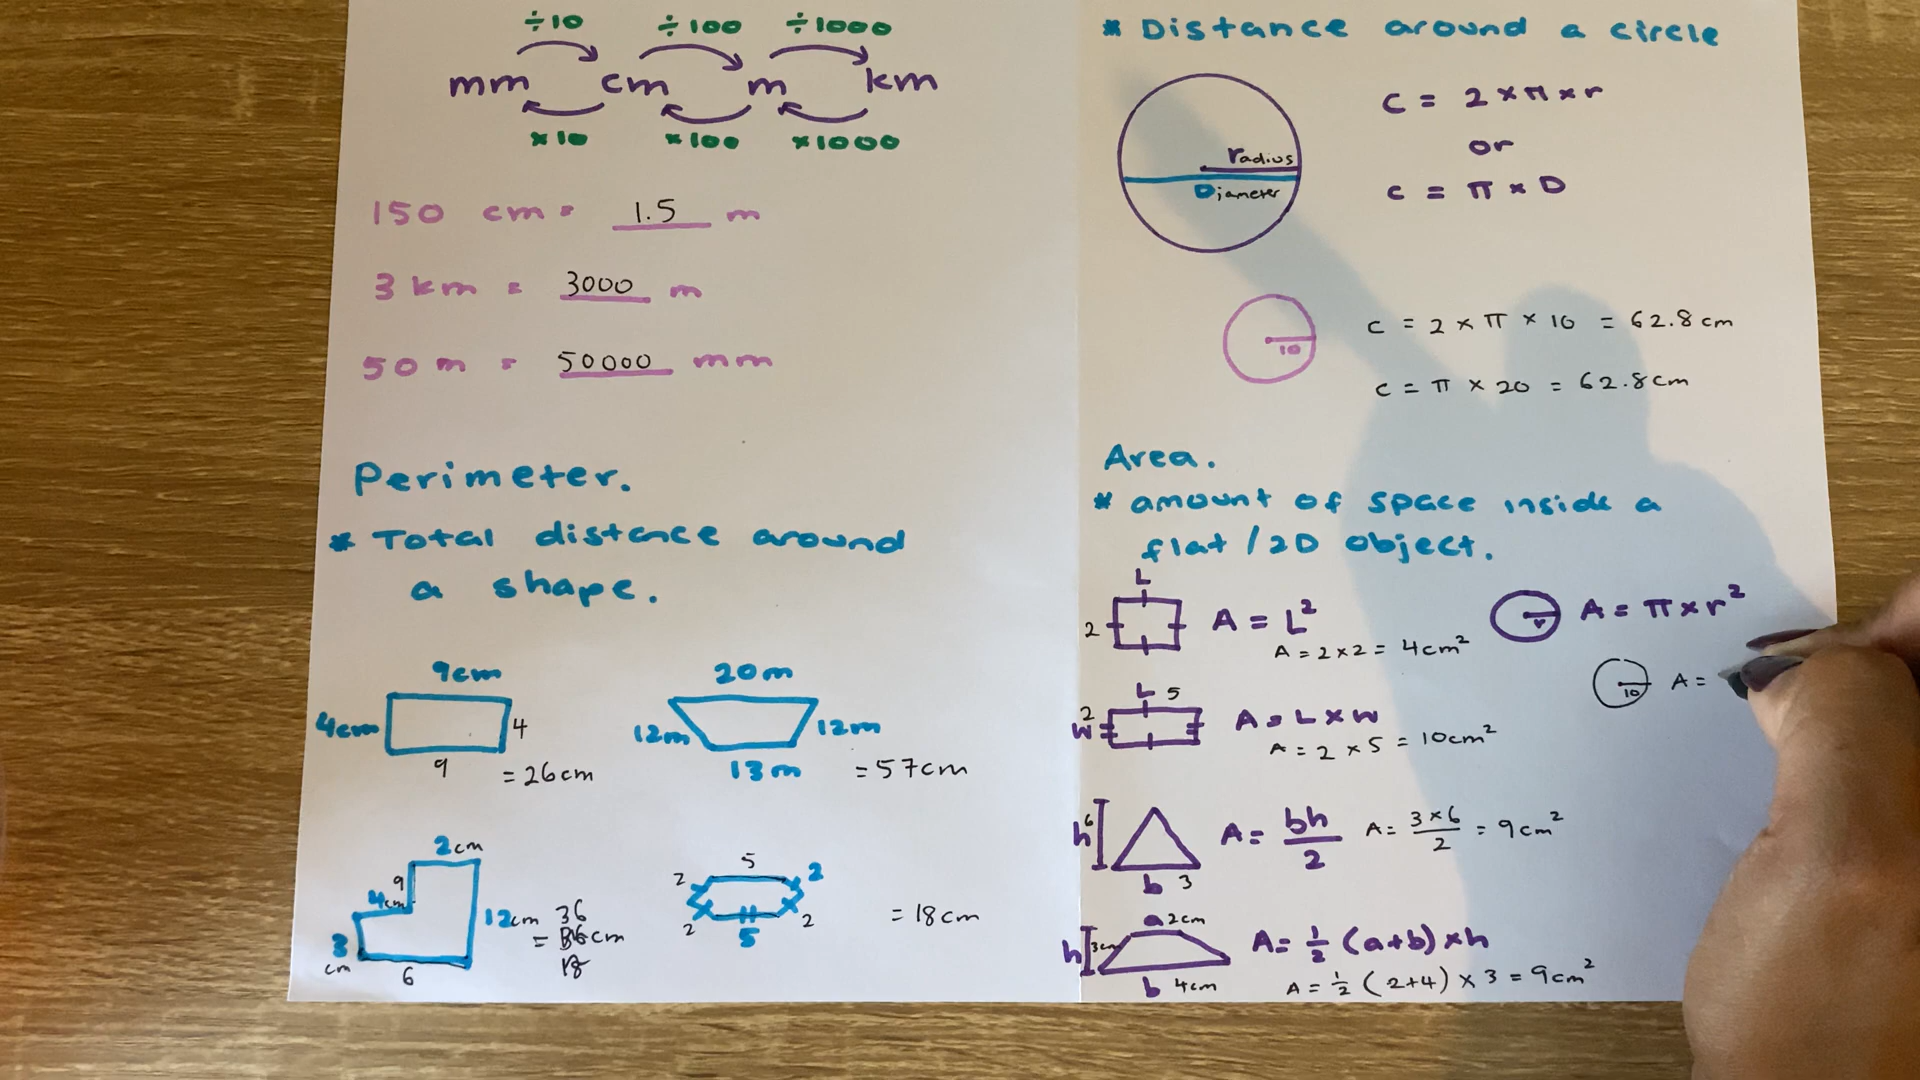 ÷10 ÷100 ÷1000
mm cm m km
×10 ×100 ×1000
150 cm = 1.5 m
3 km = 3000 m
50 m = 50000 mm
Perimeter.
* Total distance around
a shape.
9cm
4cm 4
9 = 26cm
20m
12m 12m
13m = 57cm
2cm
9
4cm
12cm 36
3 = cm
cm 6 18
5
2 2
2 2
5
= 18cm
* Distance around a circle
radius
Diameter
C = 2 × π × r
or
C = π × D
10
C = 2 × π × 10 = 62.8 cm
C = π × 20 = 62.8cm
Area.
* amount of space inside a
flat / 2D object.
L
2 A = L²
A = 2×2 = 4cm²
L 5
2
W A = L × W
A = 2 × 5 = 10cm²
h 6 A = bh/2 A = 3×6/2 = 9cm²
b 3
a 2cm
h 3cm A = ½ (a+b) × h
b 4cm A = ½ (2+4) × 3 = 9cm²
r A = π × r²
10 A =